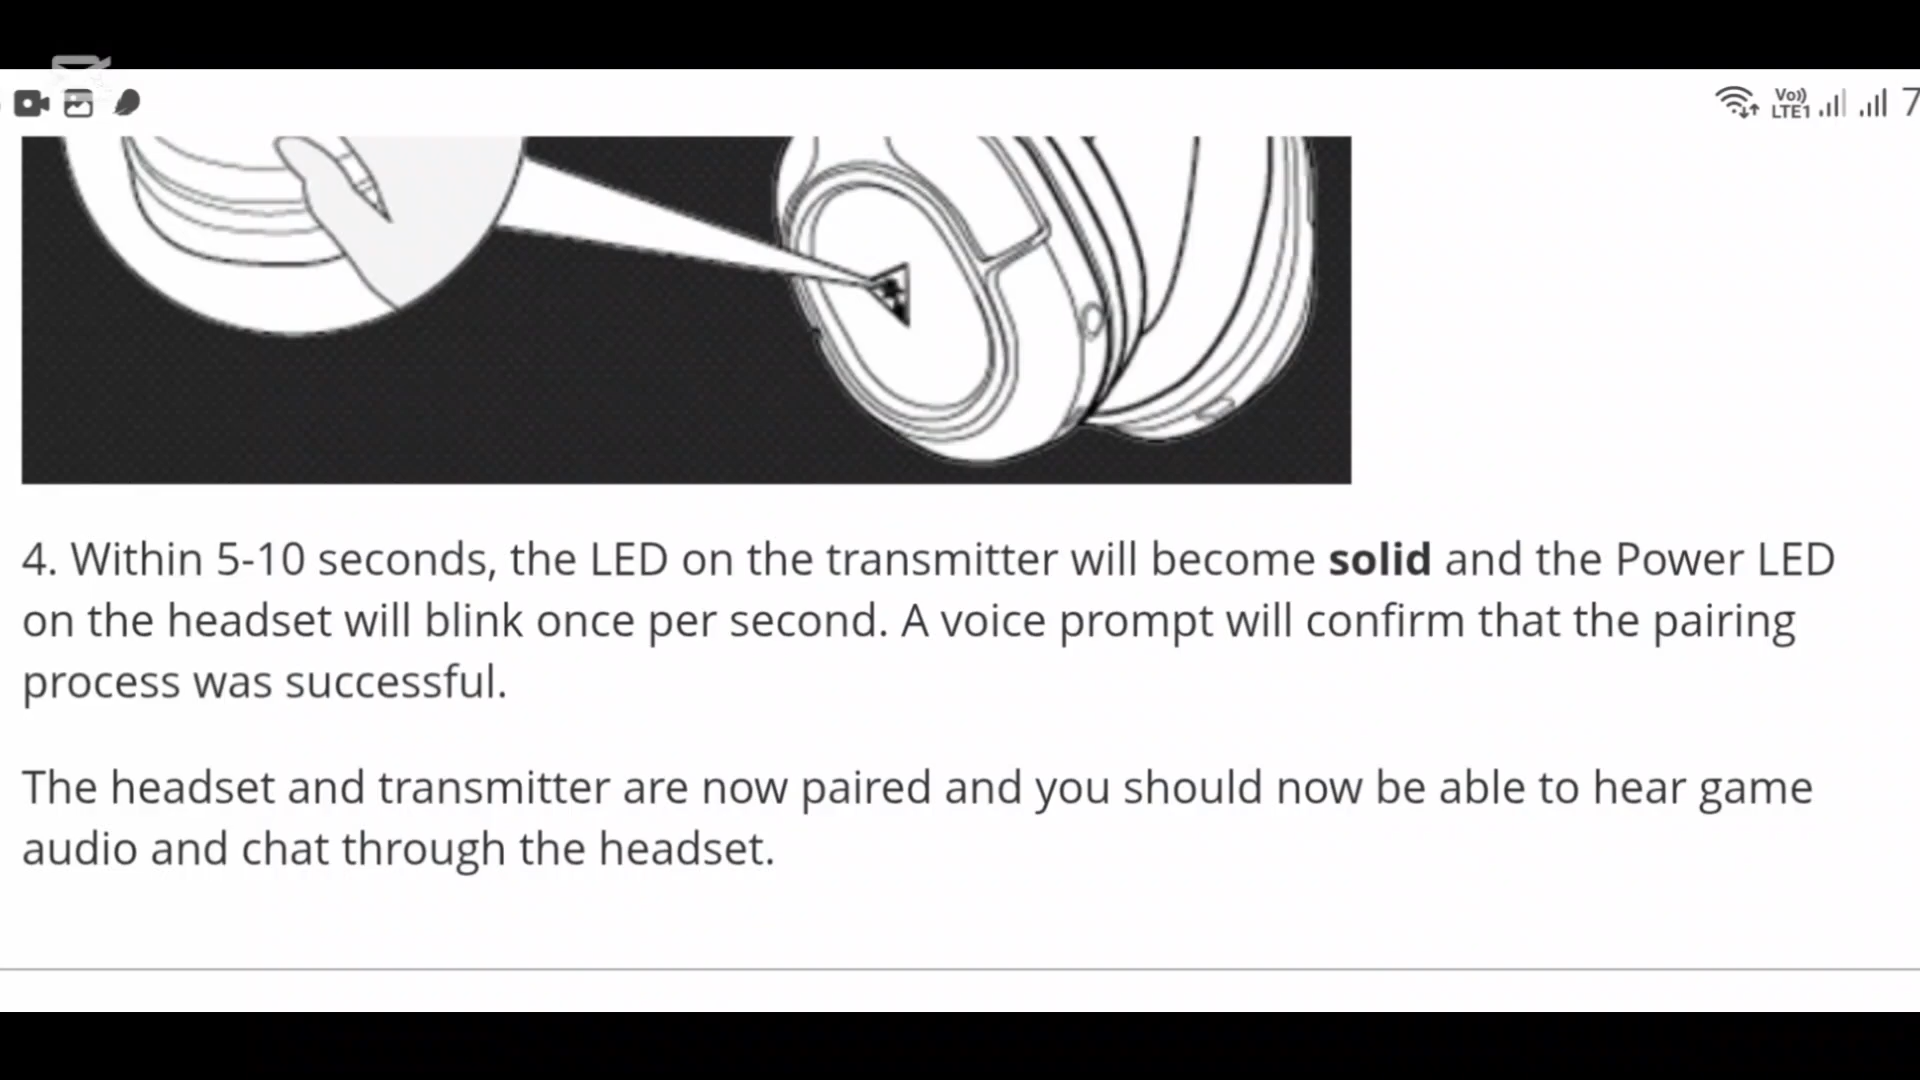 Vo))
LTE1
7
4. Within 5-10 seconds, the LED on the transmitter will become solid and the Power LED
on the headset will blink once per second. A voice prompt will confirm that the pairing
process was successful.
The headset and transmitter are now paired and you should now be able to hear game
audio and chat through the headset.